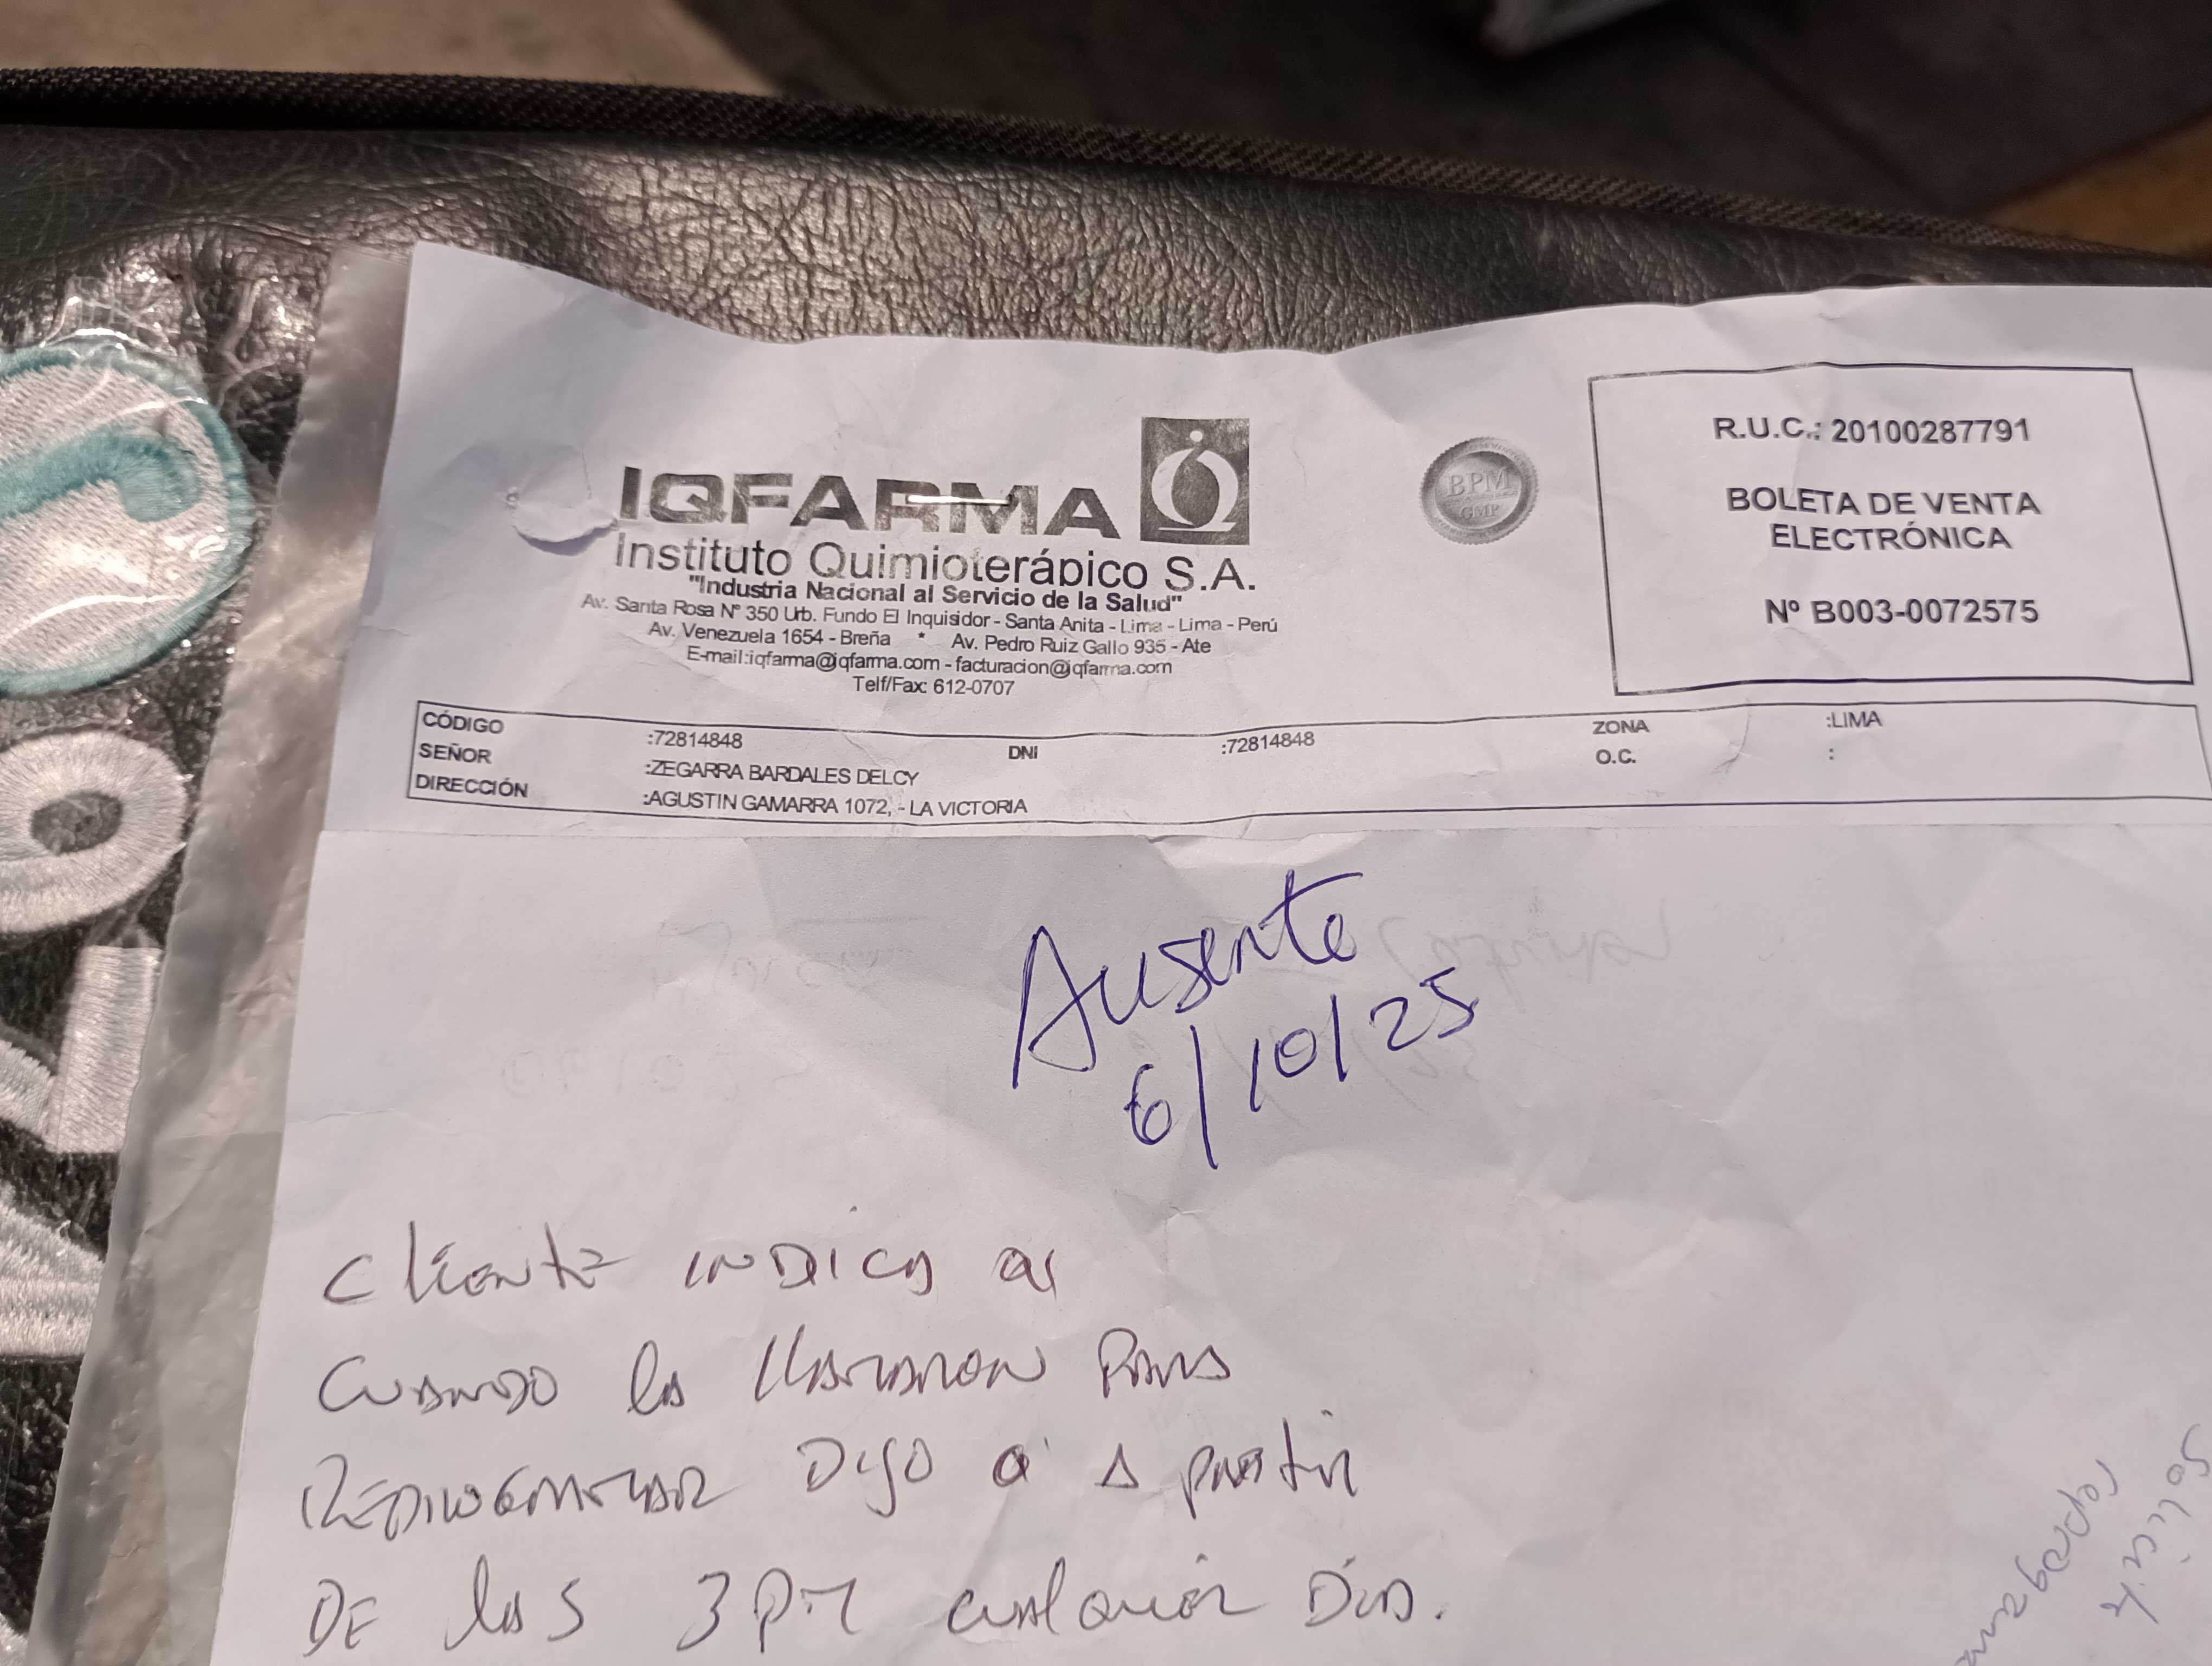 IQFARMA
Instituto Quimioterápico S.A.
"Industria Nacional al Servicio de la Salud"
Av. Santa Rosa Nº 350 Urb. Fundo El Inquisidor - Santa Anita - Lima - Lima - Perú
Av. Venezuela 1654 - Breña * Av. Pedro Ruiz Gallo 935 - Ate
E-mail:iqfarma@iqfarma.com - facturacion@iqfarma.com
Telf/Fax: 612-0707
BPM
GMP
R.U.C.: 20100287791
BOLETA DE VENTA
ELECTRÓNICA
Nº B003-0072575
CÓDIGO :72814848 DNI :72814848 ZONA :LIMA
SEÑOR :ZEGARRA BARDALES DELCY O.C. :
DIRECCIÓN :AGUSTIN GAMARRA 1072, - LA VICTORIA
Ausente
6/10/25
Cliente indica q
cuando la llamaron para
reprogramar dijo q a partir
de las 3 PM cualquier día.